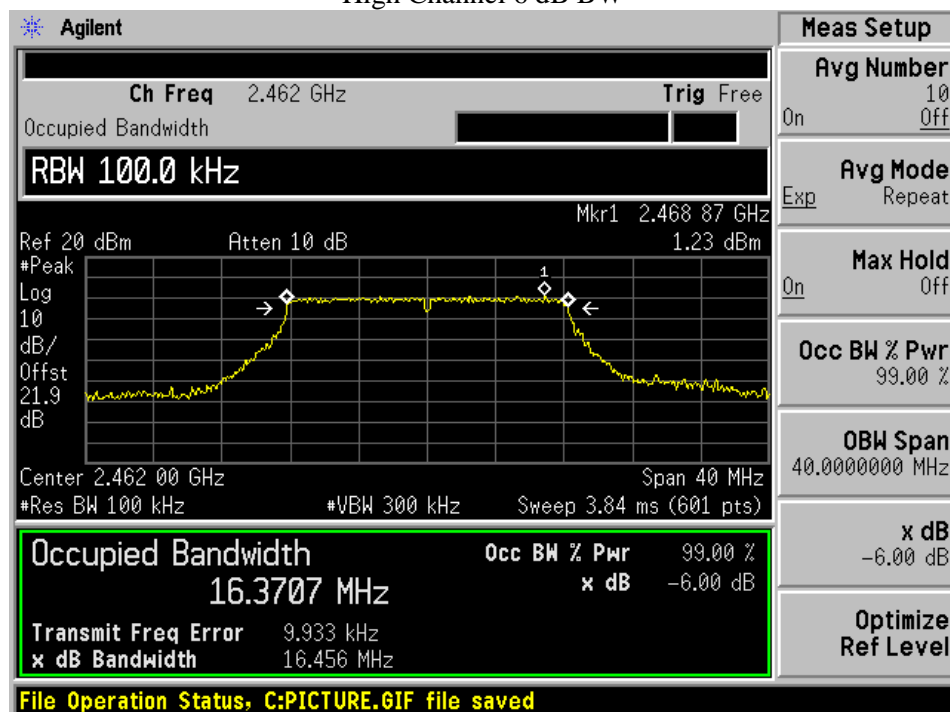 Agilent
Ch Freq 2.462 GHz Trig Free
Occupied Bandwidth
RBW 100.0 kHz
Mkr1 2.468 87 GHz
Ref 20 dBm Atten 10 dB 1.23 dBm
#Peak
Log
10
dB/
Offst
21.9
dB
1
Center 2.462 00 GHz Span 40 MHz
#Res BW 100 kHz #VBW 300 kHz Sweep 3.84 ms (601 pts)
Occupied Bandwidth Occ BW % Pwr 99.00 %
16.3707 MHz x dB -6.00 dB
Transmit Freq Error 9.933 kHz
x dB Bandwidth 16.456 MHz
File Operation Status, C:PICTURE.GIF file saved
Meas Setup
Avg Number
10
On Off
Avg Mode
Exp Repeat
Max Hold
On Off
Occ BW % Pwr
99.00 %
OBW Span
40.0000000 MHz
x dB
-6.00 dB
Optimize
Ref Level